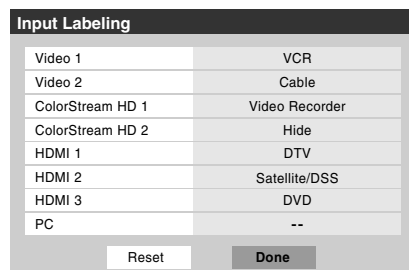 Input Labeling
Video 1 VCR
Video 2 Cable
ColorStream HD 1 Video Recorder
ColorStream HD 2 Hide
HDMI 1 DTV
HDMI 2 Satellite/DSS
HDMI 3 DVD
PC --
Reset Done